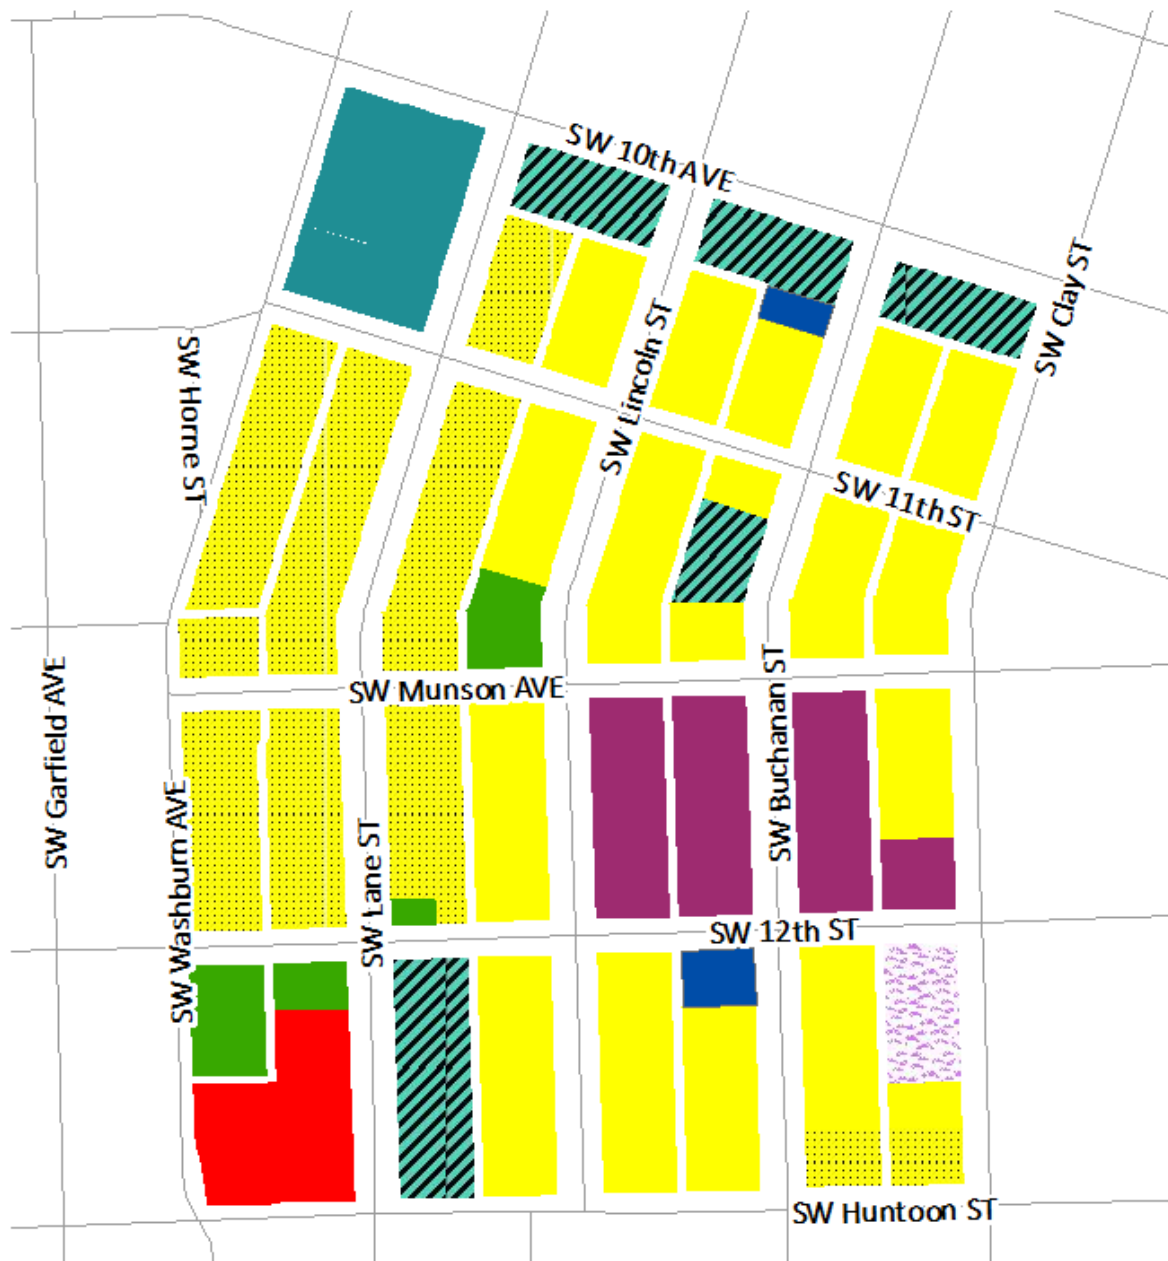 SW 10th AVE
SW Clay ST
SW Horne ST
SW Lincoln ST
SW 11th ST
SW Garfield AVE
SW Munson AVE
SW Buchanan ST
SW Washburn AVE
SW Lane ST
SW 12th ST
SW Huntoon ST